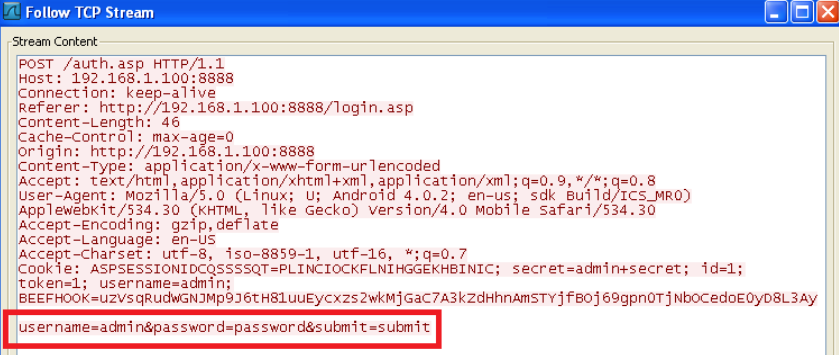 Follow TCP Stream
Stream Content
POST /auth.asp HTTP/1.1
Host: 192.168.1.100:8888
Connection: keep-alive
Referer: http://192.168.1.100:8888/login.asp
Content-Length: 46
Cache-Control: max-age=0
Origin: http://192.168.1.100:8888
Content-Type: application/x-www-form-urlencoded
Accept: text/html,application/xhtml+xml,application/xml;q=0.9,*/*;q=0.8
User-Agent: Mozilla/5.0 (Linux; U; Android 4.0.2; en-us; sdk Build/ICS_MR0)
AppleWebKit/534.30 (KHTML, like Gecko) Version/4.0 Mobile Safari/534.30
Accept-Encoding: gzip,deflate
Accept-Language: en-US
Accept-Charset: utf-8, iso-8859-1, utf-16, *;q=0.7
Cookie: ASPSESSIONIDCQSSSSQT=PLINCIOCKFLNIHGGEKHBINIC; secret=admin+secret; id=1;
token=1; username=admin;
BEEFHOOK=uzVsqRudWGNJMp9J6tH81uuEycxzs2wkMjGaC7A3kZdHhnAmSTYjfBOj69gpn0TjNbOCedoE0yD8L3Ay
username=admin&password=password&submit=submit